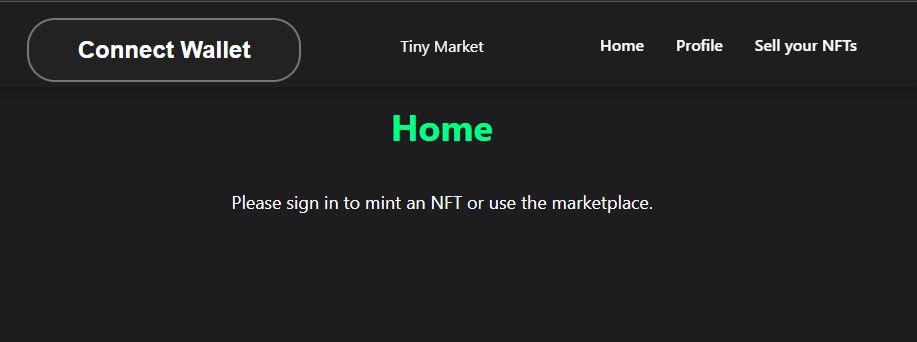 Connect Wallet
Tiny Market
Home
Profile
Sell your NFTs
Home
Please sign in to mint an NFT or use the marketplace.